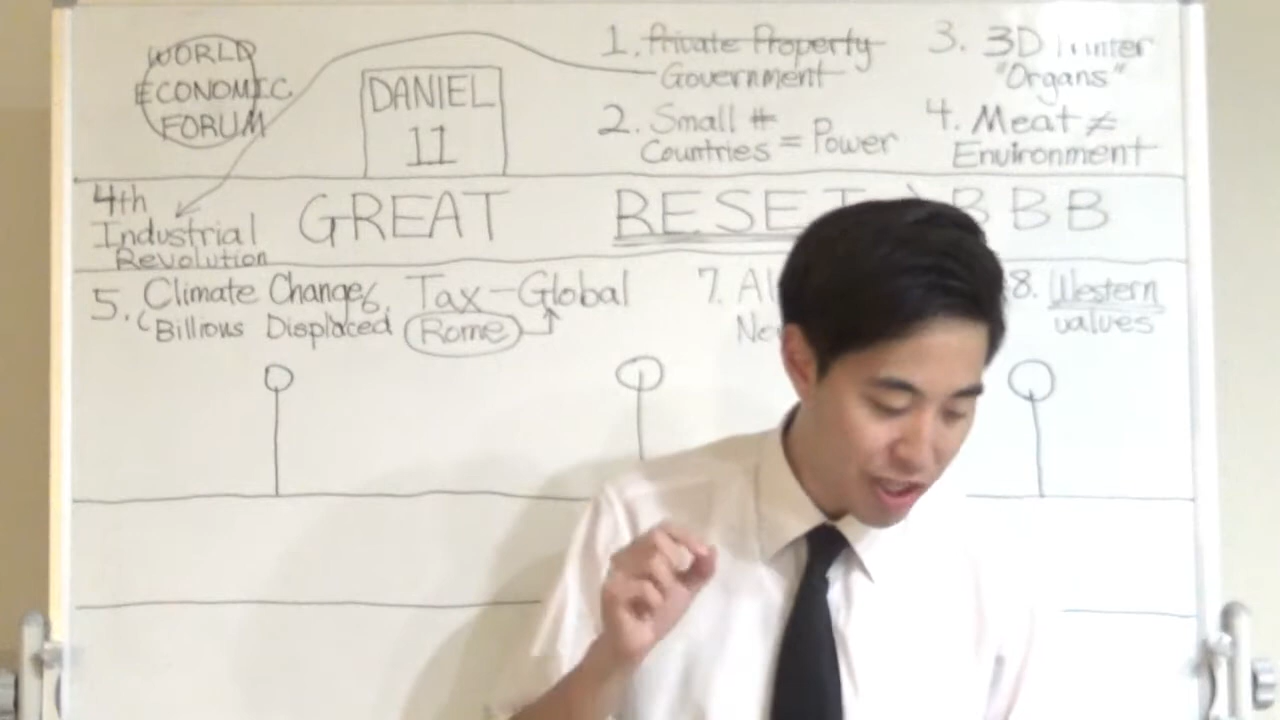 WORLD
ECONOMIC
FORUM
DANIEL
11
1. Private Property
Government
2. Small #
Countries = Power
3. 3D
"Organs"
4. Meat ≠
Environment
4th
Industrial
Revolution
GREAT RESET BBB
5. Climate Change
Billions Displaced
6. Tax-Global
Rome
7.
8. Western
values